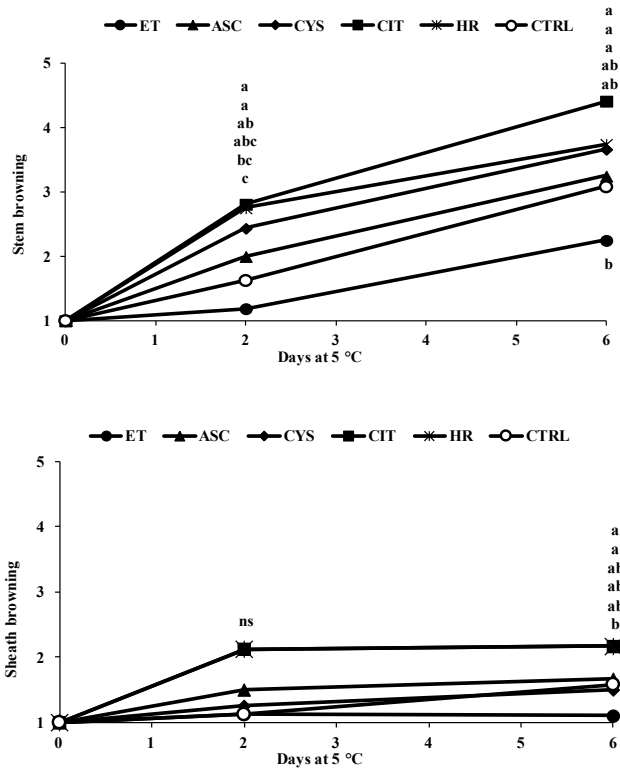 a
ET ASC CYS CIT HR CTRL
a
a
ab
ab
5
4
3
2
1
Stem browning
a
a
ab
abc
bc
c
b
0 1 2 3 4 5 6
Days at 5 °C
ET ASC CYS CIT HR CTRL
5
4
3
2
1
Sheath browning
ns
a
a
ab
ab
ab
b
0 1 2 3 4 5 6
Days at 5 °C